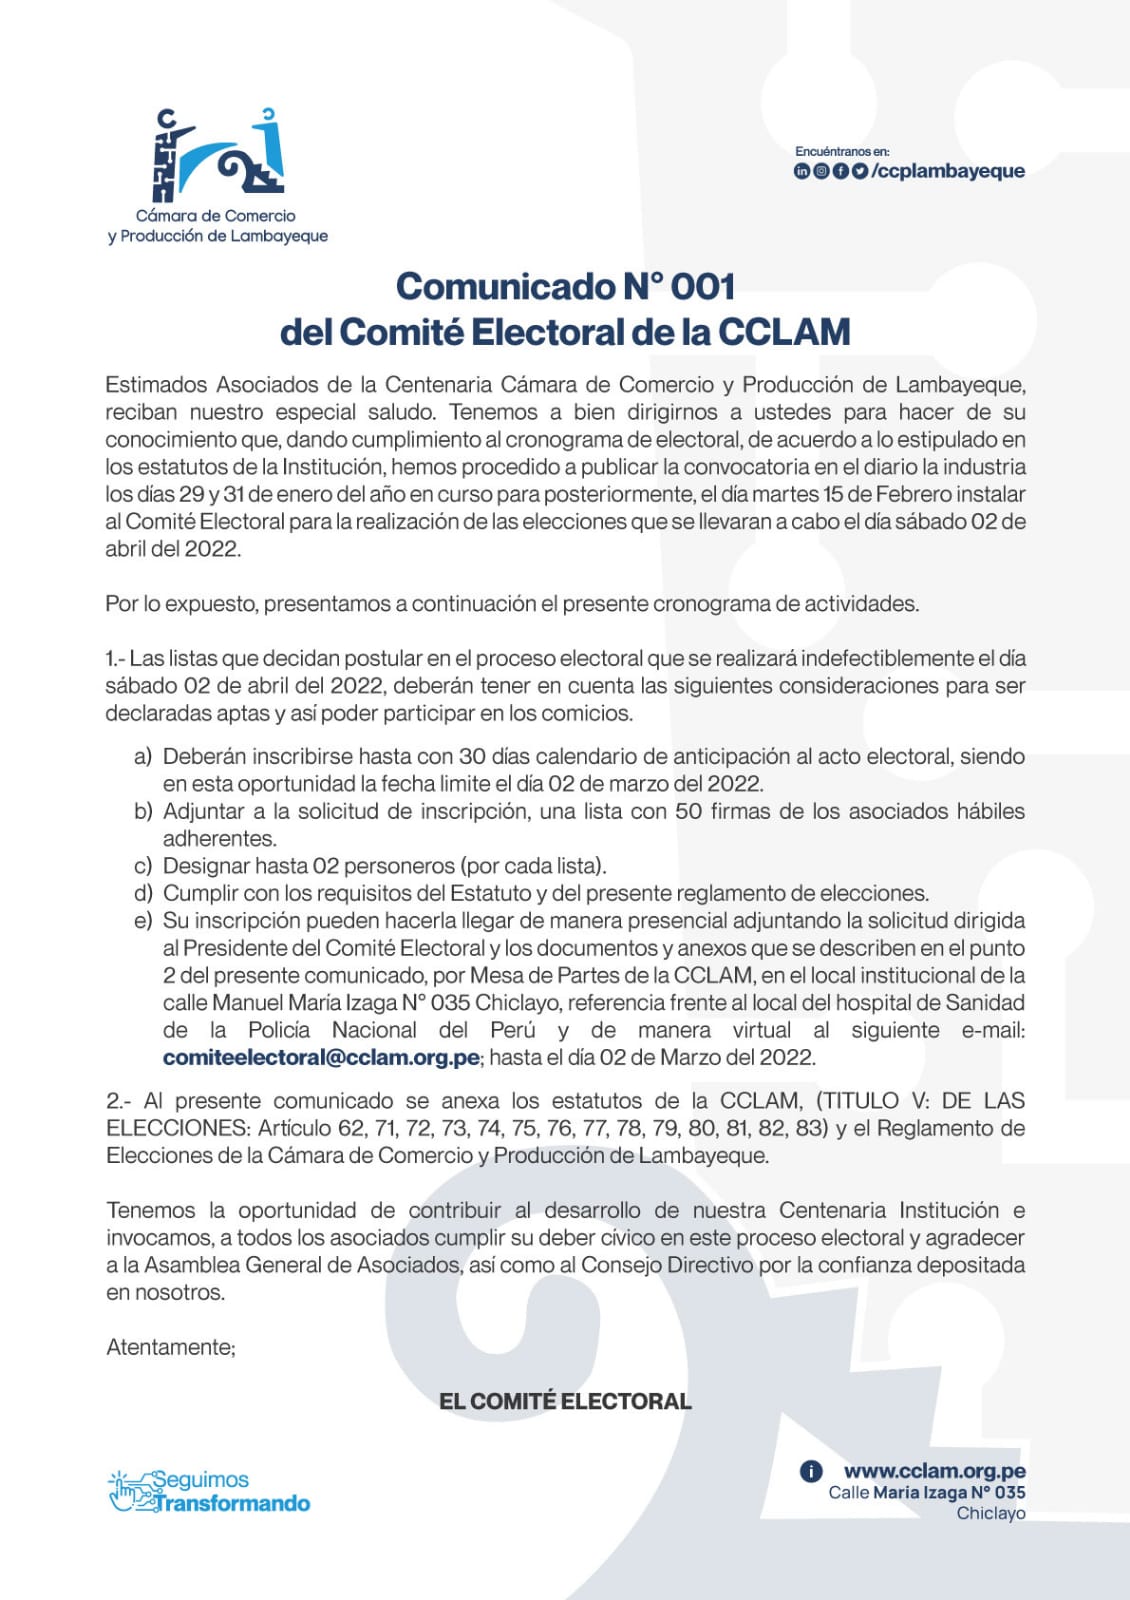 Cámara de Comercio
y Producción de Lambayeque
Encuéntranos en:
/ccplambayeque
Comunicado N° 001
del Comité Electoral de la CCLAM
Estimados Asociados de la Centenaria Cámara de Comercio y Producción de Lambayeque,
reciban nuestro especial saludo. Tenemos a bien dirigirnos a ustedes para hacer de su
conocimiento que, dando cumplimiento al cronograma de electoral, de acuerdo a lo estipulado en
los estatutos de la Institución, hemos procedido a publicar la convocatoria en el diario la industria
los días 29 y 31 de enero del año en curso para posteriormente, el día martes 15 de Febrero instalar
al Comité Electoral para la realización de las elecciones que se llevaran a cabo el día sábado 02 de
abril del 2022.
Por lo expuesto, presentamos a continuación el presente cronograma de actividades.
1.- Las listas que decidan postular en el proceso electoral que se realizará indefectiblemente el día
sábado 02 de abril del 2022, deberán tener en cuenta las siguientes consideraciones para ser
declaradas aptas y así poder participar en los comicios.
a) Deberán inscribirse hasta con 30 días calendario de anticipación al acto electoral, siendo
en esta oportunidad la fecha limite el día 02 de marzo del 2022.
b) Adjuntar a la solicitud de inscripción, una lista con 50 firmas de los asociados hábiles
adherentes.
c) Designar hasta 02 personeros (por cada lista).
d) Cumplir con los requisitos del Estatuto y del presente reglamento de elecciones.
e) Su inscripción pueden hacerla llegar de manera presencial adjuntando la solicitud dirigida
al Presidente del Comité Electoral y los documentos y anexos que se describen en el punto
2 del presente comunicado, por Mesa de Partes de la CCLAM, en el local institucional de la
calle Manuel María Izaga N° 035 Chiclayo, referencia frente al local del hospital de Sanidad
de la Policía Nacional del Perú y de manera virtual al siguiente e-mail:
comiteelectoral@cclam.org.pe; hasta el día 02 de Marzo del 2022.
2.- Al presente comunicado se anexa los estatutos de la CCLAM, (TITULO V: DE LAS
ELECCIONES: Artículo 62, 71, 72, 73, 74, 75, 76, 77, 78, 79, 80, 81, 82, 83) y el Reglamento de
Elecciones de la Cámara de Comercio y Producción de Lambayeque.
Tenemos la oportunidad de contribuir al desarrollo de nuestra Centenaria Institución e
invocamos, a todos los asociados cumplir su deber cívico en este proceso electoral y agradecer
a la Asamblea General de Asociados, así como al Consejo Directivo por la confianza depositada
en nosotros.
Atentamente;
EL COMITÉ ELECTORAL
Seguimos
Transformando
www.cclam.org.pe
Calle Maria Izaga N° 035
Chiclayo